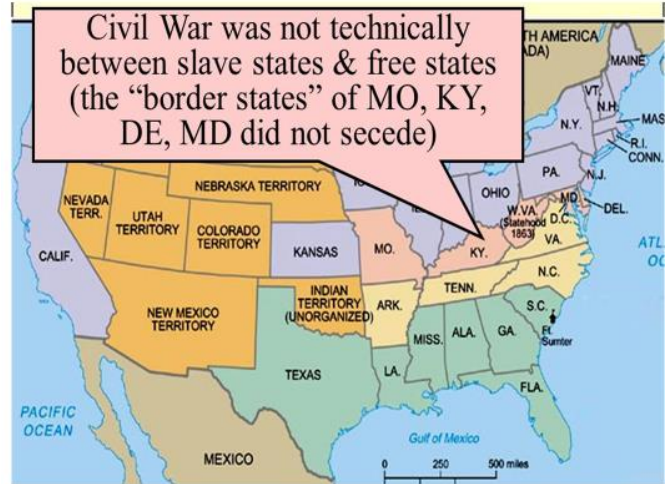 Civil War was not technically
between slave states & free states
(the “border states” of MO, KY,
DE, MD did not secede)
TH AMERICA
ADA)
MAINE
VT.
N.H.
MAS
N.Y.
R.I.
CONN.
PA.
N.J.
NEVADA
TERR.
UTAH
TERRITORY
NEBRASKA TERRITORY
COLORADO
TERRITORY
OHIO
MD.
DEL.
W.VA.
(Statehood
1863)
D.C.
VA.
CALIF.
KANSAS
MO.
KY.
ATL
OC
N.C.
TENN.
INDIAN
TERRITORY
(UNORGANIZED)
ARK.
NEW MEXICO
TERRITORY
S.C.
Ft.
Sumter
MISS.
ALA.
GA.
TEXAS
LA.
FLA.
PACIFIC
OCEAN
MEXICO
Gulf of Mexico
0 250 500 miles